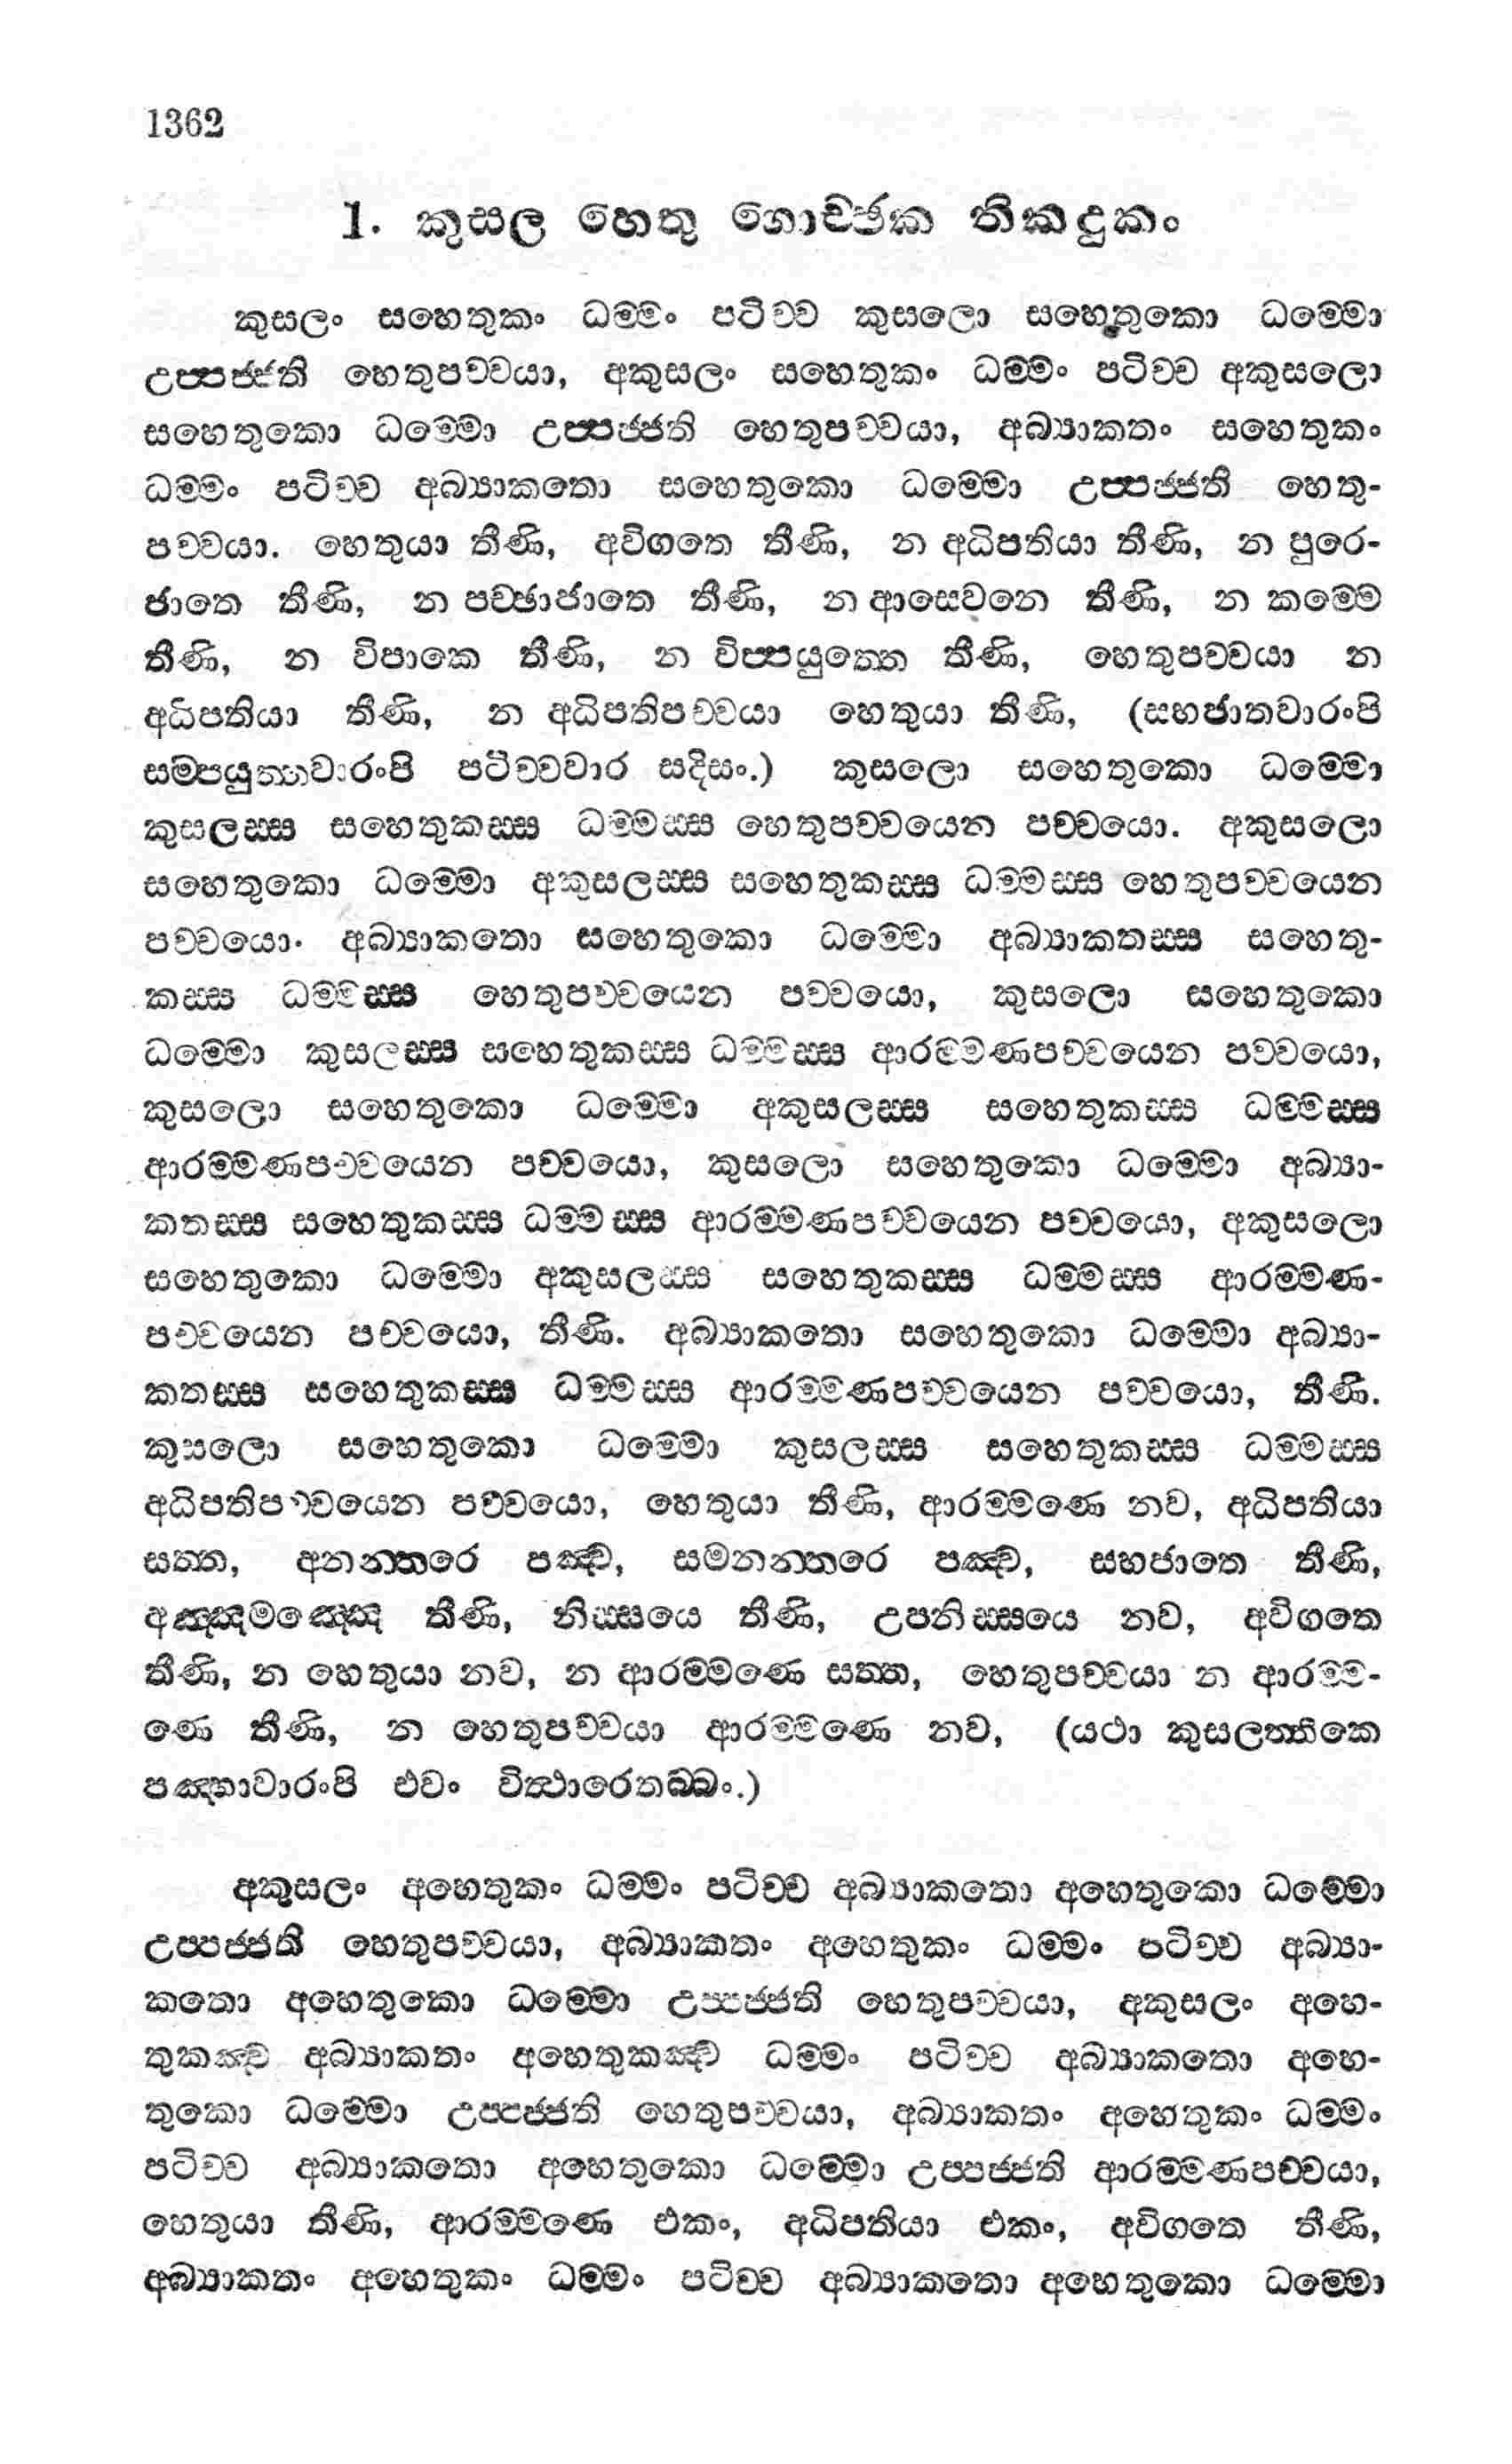 1362
1. කුසල හෙතු ගොච්ඡක තිකදුකං
කුසලං සහෙතුකං ධම්මං පටිච්ච කුසලො සහෙතුකො ධම්මො
උප්පජ්ජති හෙතුපච්චයා, අකුසලං සහෙතුකං ධම්මං පටිච්ච අකුසලො
සහෙතුකො ධම්මො උප්පජ්ජති හෙතුපච්චයා, අබ්‍යාකතං සහෙතුකං
ධම්මං පටිච්ච අබ්‍යාකතො සහෙතුකො ධම්මො උප්පජ්ජති හෙතු-
පච්චයා. හෙතුයා තීණි, අවිගතෙ තීණි, න අධිපතියා තීණි, න පුරෙ-
ජාතෙ තීණි, න පච්ඡාජාතෙ තීණි, න ආසෙවනෙ තීණි, න කම්මෙ
තීණි, න විපාකෙ තීණි, න විප්පයුත්තෙ තීණි, හෙතුපච්චයා න
අධිපතියා තීණි, න අධිපතිපච්චයා හෙතුයා තීණි, (සහජාතවාරංපි
සම්පයුත්තවාරංපි පටිච්චවාර සදිසං.) කුසලො සහෙතුකො ධම්මො
කුසලස්ස සහෙතුකස්ස ධම්මස්ස හෙතුපච්චයෙන පච්චයො. අකුසලො
සහෙතුකො ධම්මො අකුසලස්ස සහෙතුකස්ස ධම්මස්ස හෙතුපච්චයෙන
පච්චයො. අබ්‍යාකතො සහෙතුකො ධම්මො අබ්‍යාකතස්ස සහෙතු-
කස්ස ධම්මස්ස හෙතුපච්චයෙන පච්චයො, කුසලො සහෙතුකො
ධම්මො කුසලස්ස සහෙතුකස්ස ධම්මස්ස ආරම්මණපච්චයෙන පච්චයො,
කුසලො සහෙතුකො ධම්මො අකුසලස්ස සහෙතුකස්ස ධම්මස්ස
ආරම්මණපච්චයෙන පච්චයො, කුසලො සහෙතුකො ධම්මො අබ්‍යා-
කතස්ස සහෙතුකස්ස ධම්මස්ස ආරම්මණපච්චයෙන පච්චයො, අකුසලො
සහෙතුකො ධම්මො අකුසලස්ස සහෙතුකස්ස ධම්මස්ස ආරම්මණ-
පච්චයෙන පච්චයො, තීණි. අබ්‍යාකතො සහෙතුකො ධම්මො අබ්‍යා-
කතස්ස සහෙතුකස්ස ධම්මස්ස ආරම්මණපච්චයෙන පච්චයො, තීණි.
කුසලො සහෙතුකො ධම්මො කුසලස්ස සහෙතුකස්ස ධම්මස්ස
අධිපතිපච්චයෙන පච්චයො, හෙතුයා තීණි, ආරම්මණෙ නව, අධිපතියා
සත්ත, අනන්තරෙ පඤ්ච, සමනන්තරෙ පඤ්ච, සහජාතෙ තීණි,
අඤ්ඤමඤ්ඤෙ තීණි, නිස්සයෙ තීණි, උපනිස්සයෙ නව, අවිගතෙ
තීණි, න හෙතුයා නව, න ආරම්මණෙ සත්ත, හෙතුපච්චයා න ආරම්ම-
ණෙ තීණි, න හෙතුපච්චයා ආරම්මණෙ නව, (යථා කුසලත්තිකෙ
පඤ්හාවාරංපි එවං විත්ථාරෙතබ්බං.)
අකුසලං අහෙතුකං ධම්මං පටිච්ච අබ්‍යාකතො අහෙතුකො ධම්මො
උප්පජ්ජති හෙතුපච්චයා, අබ්‍යාකතං අහෙතුකං ධම්මං පටිච්ච අබ්‍යා-
කතො අහෙතුකො ධම්මො උප්පජ්ජති හෙතුපච්චයා, අකුසලං අහෙ-
තුකඤ්ච අබ්‍යාකතං අහෙතුකඤ්ච ධම්මං පටිච්ච අබ්‍යාකතො අහෙ-
තුකො ධම්මො උප්පජ්ජති හෙතුපච්චයා, අබ්‍යාකතං අහෙතුකං ධම්මං
පටිච්ච අබ්‍යාකතො අහෙතුකො ධම්මො උප්පජ්ජති ආරම්මණපච්චයා,
හෙතුයා තීණි, ආරම්මණෙ එකං, අධිපතියා එකං, අවිගතෙ තීණි,
අබ්‍යාකතං අහෙතුකං ධම්මං පටිච්ච අබ්‍යාකතො අහෙතුකො ධම්මො